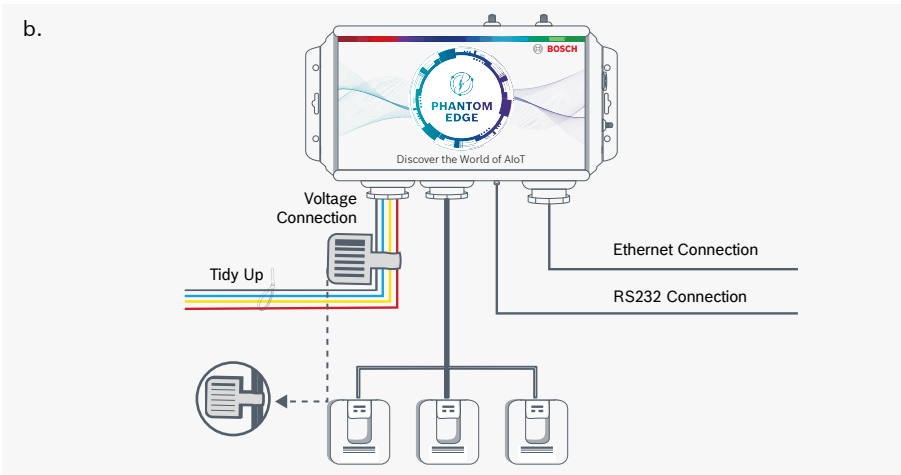 b.
BOSCH
PHANTOM
EDGE
Discover the World of AIoT
Voltage
Connection
Ethernet Connection
Tidy Up
RS232 Connection